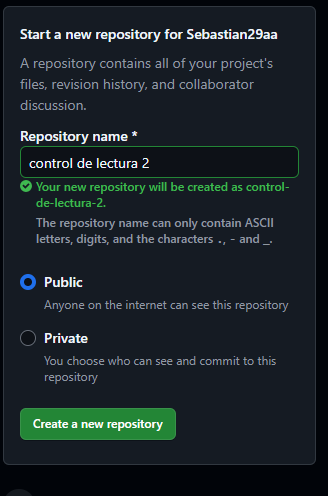 Start a new repository for Sebastian29aa
A repository contains all of your project's
files, revision history, and collaborator
discussion.
Repository name *
control de lectura 2
Your new repository will be created as control-
de-lectura-2.
The repository name can only contain ASCII
letters, digits, and the characters ., - and _.
Public
Anyone on the internet can see this repository
Private
You choose who can see and commit to this
repository
Create a new repository